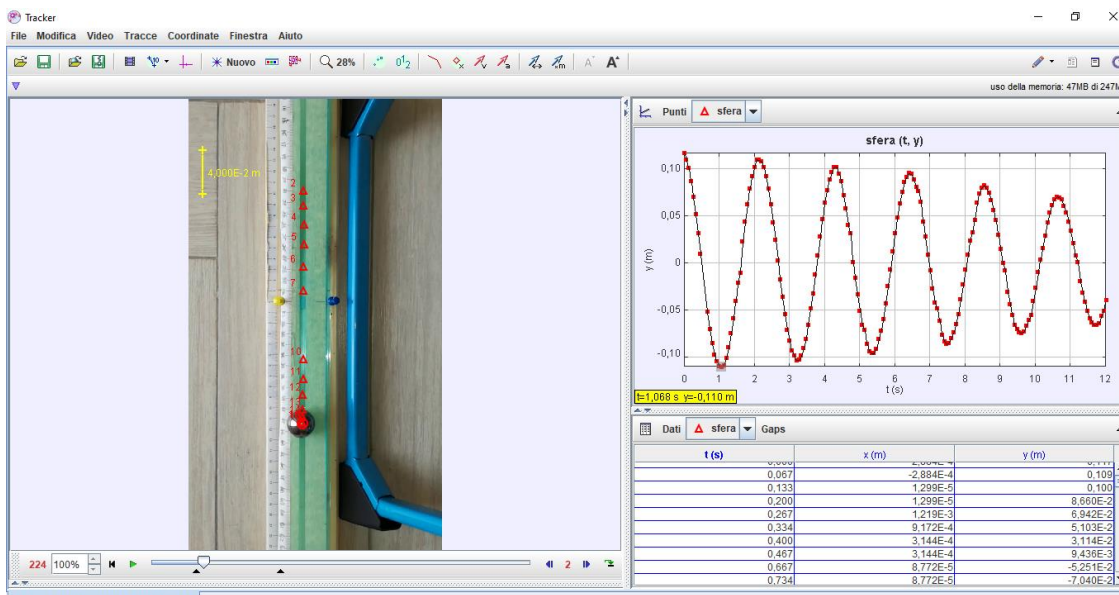 Tracker
File Modifica Video Tracce Coordinate Finestra Aiuto
Nuovo 28%
uso della memoria: 47MB di 247M
4,000E-2 m
2
3
4
5
6
7
10
11
12
Punti sfera
sfera (t, y)
0,10
0,05
0
-0,05
-0,10
y (m)
0 1 2 3 4 5 6 7 8 9 10 11 12
t (s)
t=1,068 s y=-0,110 m
Dati sfera Gaps
t (s) x (m) y (m)
0,067 -2,884E-4 0,109
0,133 1,299E-5 0,100
0,200 1,299E-5 8,660E-2
0,267 1,219E-3 6,942E-2
0,334 9,172E-4 5,103E-2
0,400 3,144E-4 3,114E-2
0,467 3,144E-4 9,436E-3
0,667 8,772E-5 -5,251E-2
0,734 8,772E-5 -7,040E-2
224 100% 2